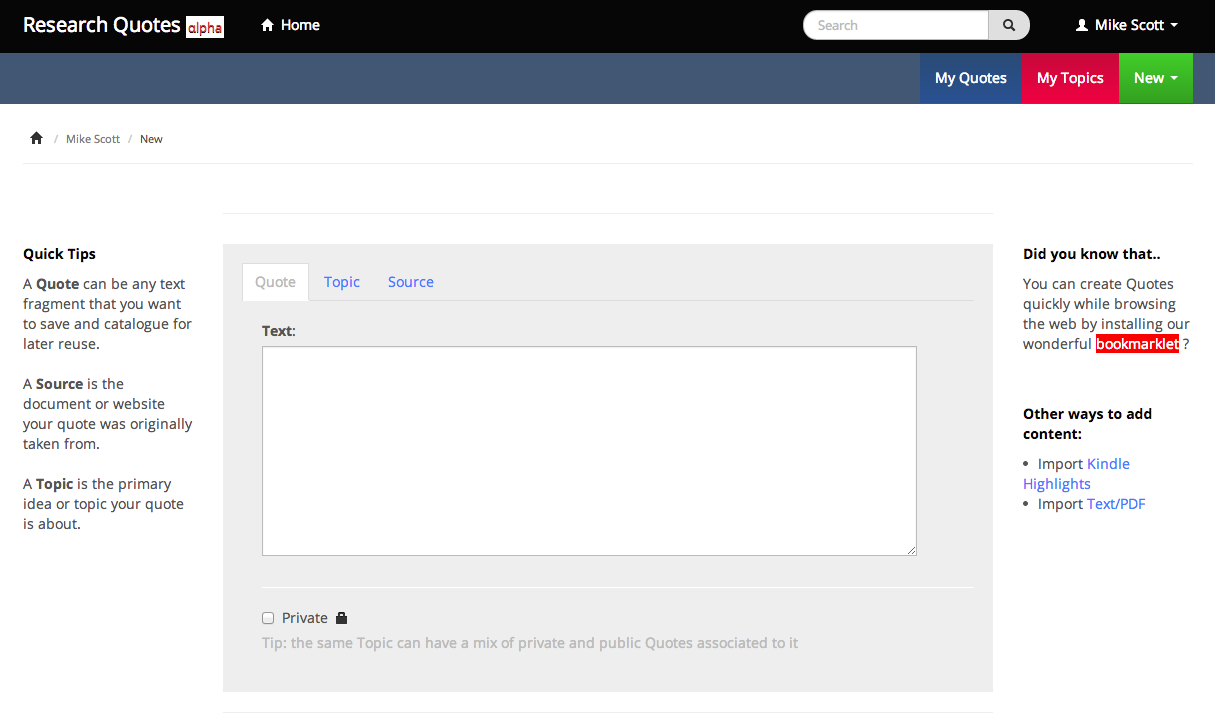 Research Quotes alpha Home Search Mike Scott
My Quotes My Topics New
/ Mike Scott / New
Quick Tips
A Quote can be any text
fragment that you want
to save and catalogue for
later reuse.
A Source is the
document or website
your quote was originally
taken from.
A Topic is the primary
idea or topic your quote
is about.
Quote Topic Source
Text:
Private
Tip: the same Topic can have a mix of private and public Quotes associated to it
Did you know that..
You can create Quotes
quickly while browsing
the web by installing our
wonderful bookmarklet ?
Other ways to add
content:
• Import Kindle
Highlights
• Import Text/PDF